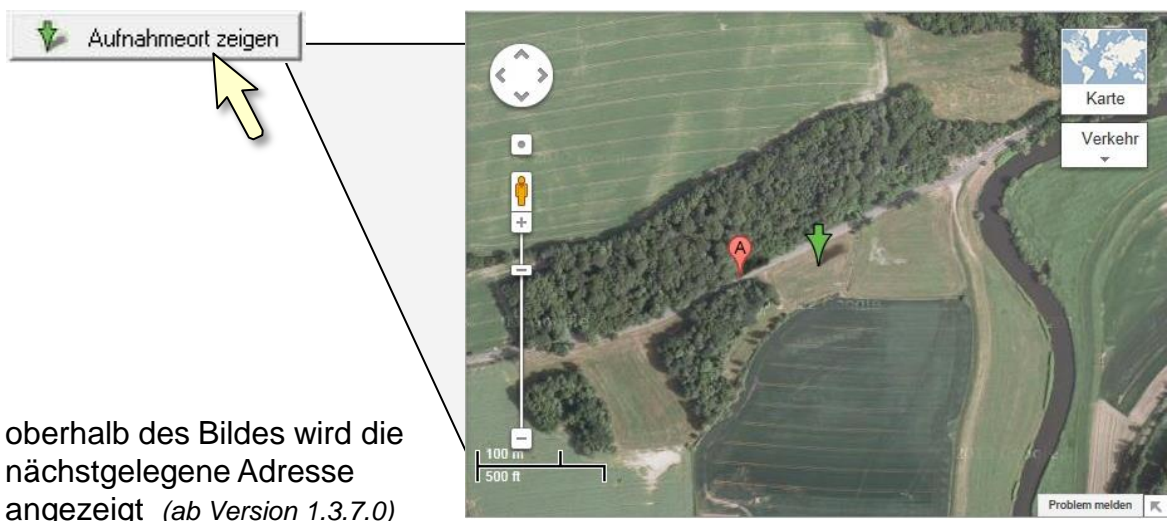 Aufnahmeort zeigen
Karte
Verkehr
A
100 m
500 ft
Problem melden
oberhalb des Bildes wird die
nächstgelegene Adresse
angezeigt (ab Version 1.3.7.0)